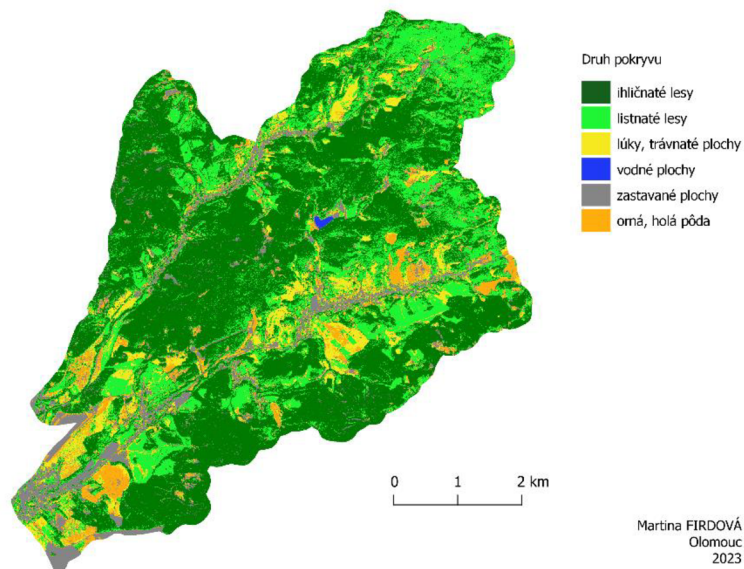 Druh pokryvu
ihličnaté lesy
listnaté lesy
lúky, trávnaté plochy
vodné plochy
zastavané plochy
orná, holá pôda
0 1 2 km
Martina FIRDOVÁ
Olomouc
2023